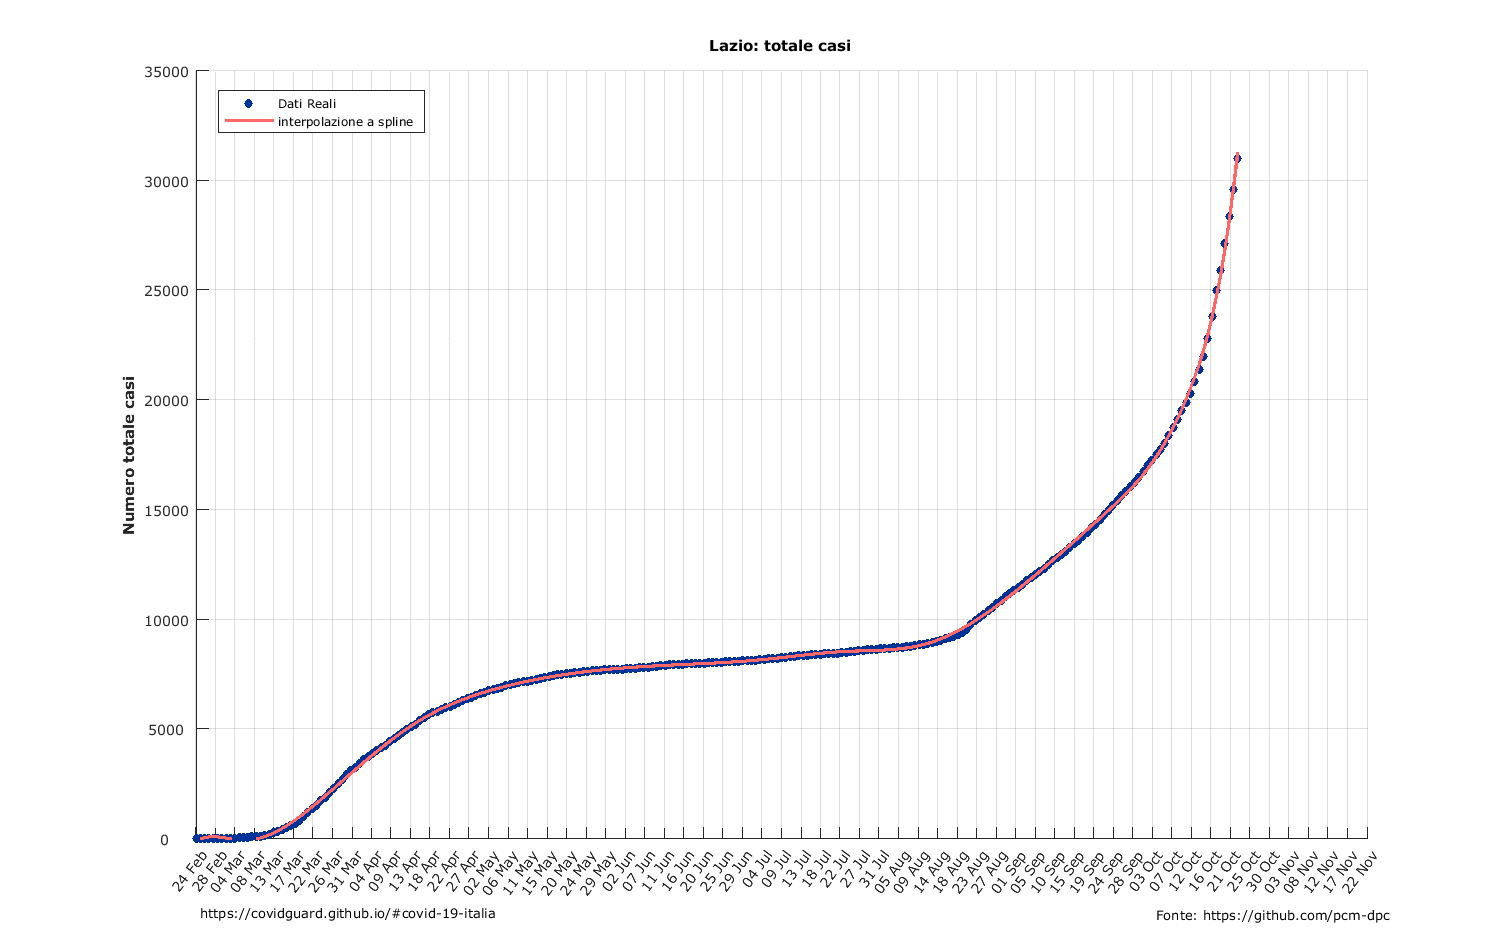 Lazio: totale casi
35000
Dati Reali
interpolazione a spline
30000
25000
20000
15000
10000
5000
0
Numero totale casi
24 Feb
28 Feb
04 Mar
08 Mar
13 Mar
17 Mar
22 Mar
26 Mar
31 Mar
04 Apr
09 Apr
13 Apr
18 Apr
22 Apr
27 Apr
02 May
06 May
11 May
15 May
20 May
24 May
29 May
02 Jun
07 Jun
11 Jun
16 Jun
20 Jun
25 Jun
29 Jun
04 Jul
09 Jul
13 Jul
18 Jul
22 Jul
27 Jul
31 Jul
05 Aug
09 Aug
14 Aug
18 Aug
23 Aug
27 Aug
01 Sep
05 Sep
10 Sep
15 Sep
19 Sep
24 Sep
28 Sep
03 Oct
07 Oct
12 Oct
16 Oct
21 Oct
25 Oct
30 Oct
03 Nov
08 Nov
12 Nov
17 Nov
22 Nov
https://covidguard.github.io/#covid-19-italia
Fonte: https://github.com/pcm-dpc